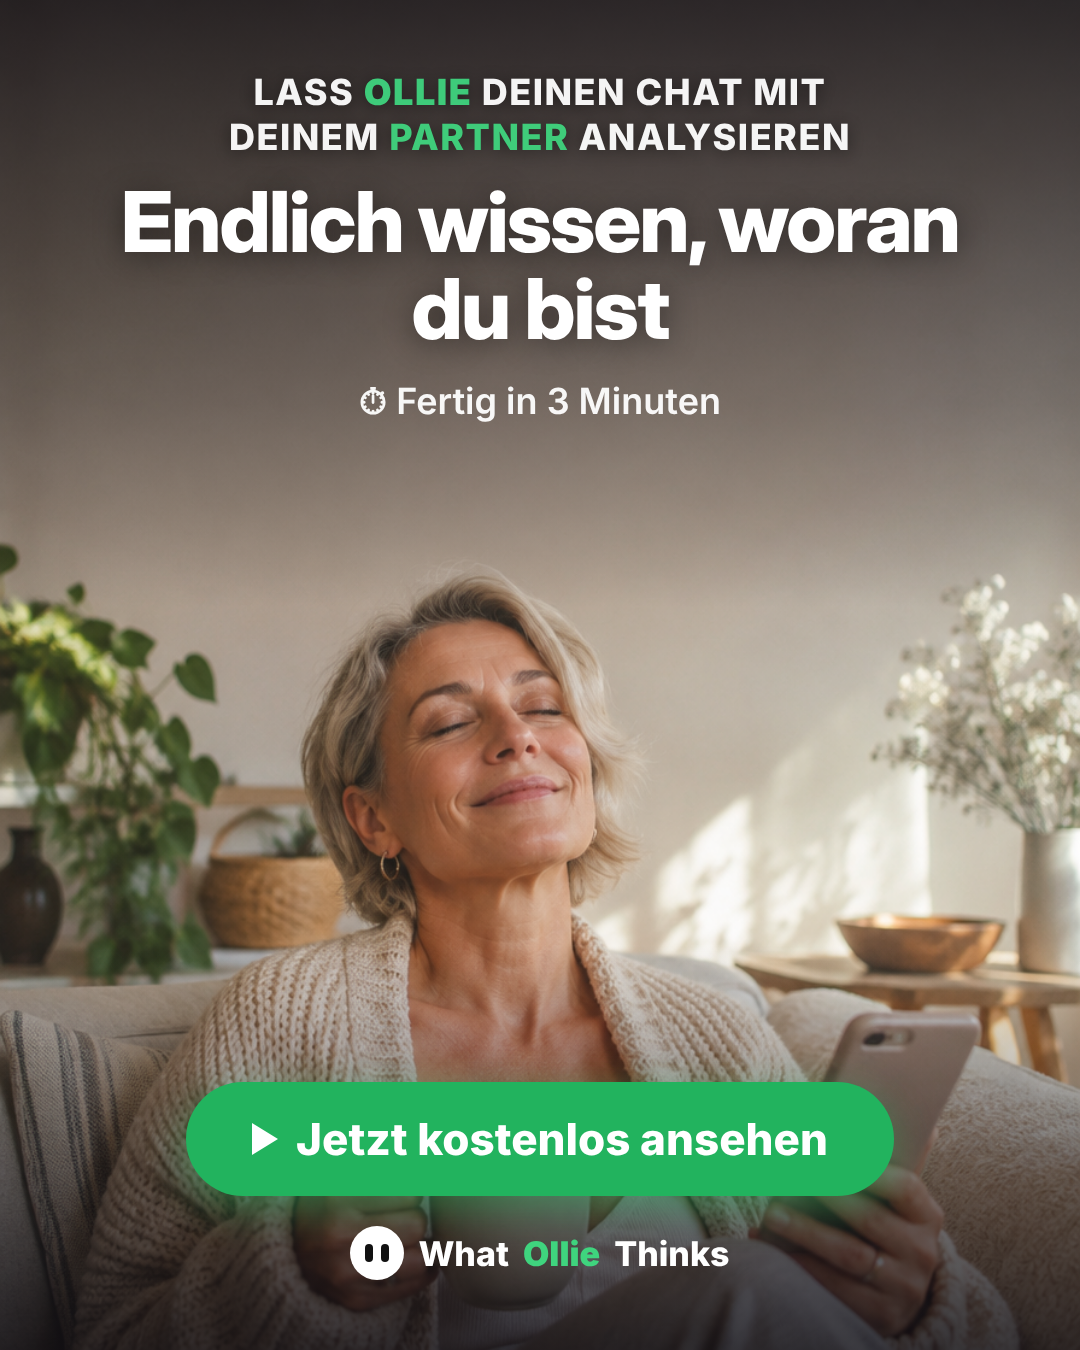 LASS OLLIE DEINEN CHAT MIT
DEINEM PARTNER ANALYSIEREN
Endlich wissen, woran
du bist
⏱ Fertig in 3 Minuten
▶ Jetzt kostenlos ansehen
What Ollie Thinks